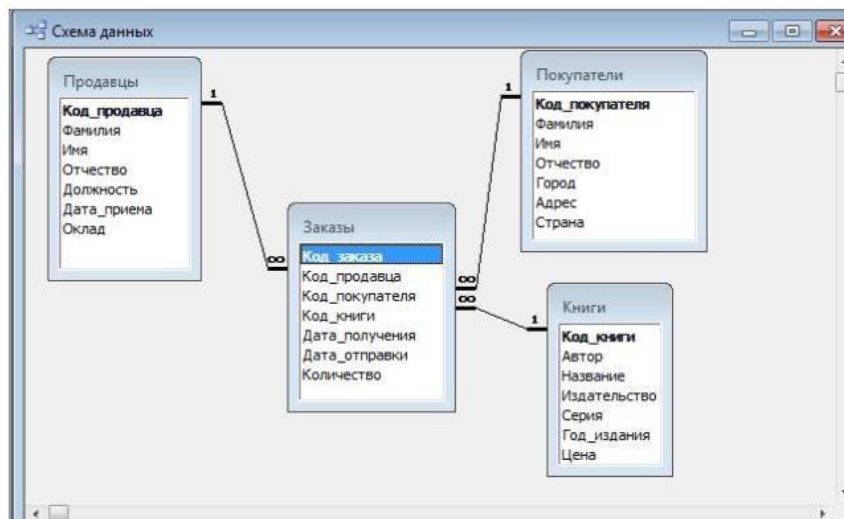 Схема данных
Продавцы
Код_продавца
Фамилия
Имя
Отчество
Должность
Дата_приема
Оклад
1
∞
Заказы
Код_заказа
Код_продавца
Код_покупателя
Код_книги
Дата_получения
Дата_отправки
Количество
∞
∞
1
Покупатели
Код_покупателя
Фамилия
Имя
Отчество
Город
Адрес
Страна
1
Книги
Код_книги
Автор
Название
Издательство
Серия
Год_издания
Цена